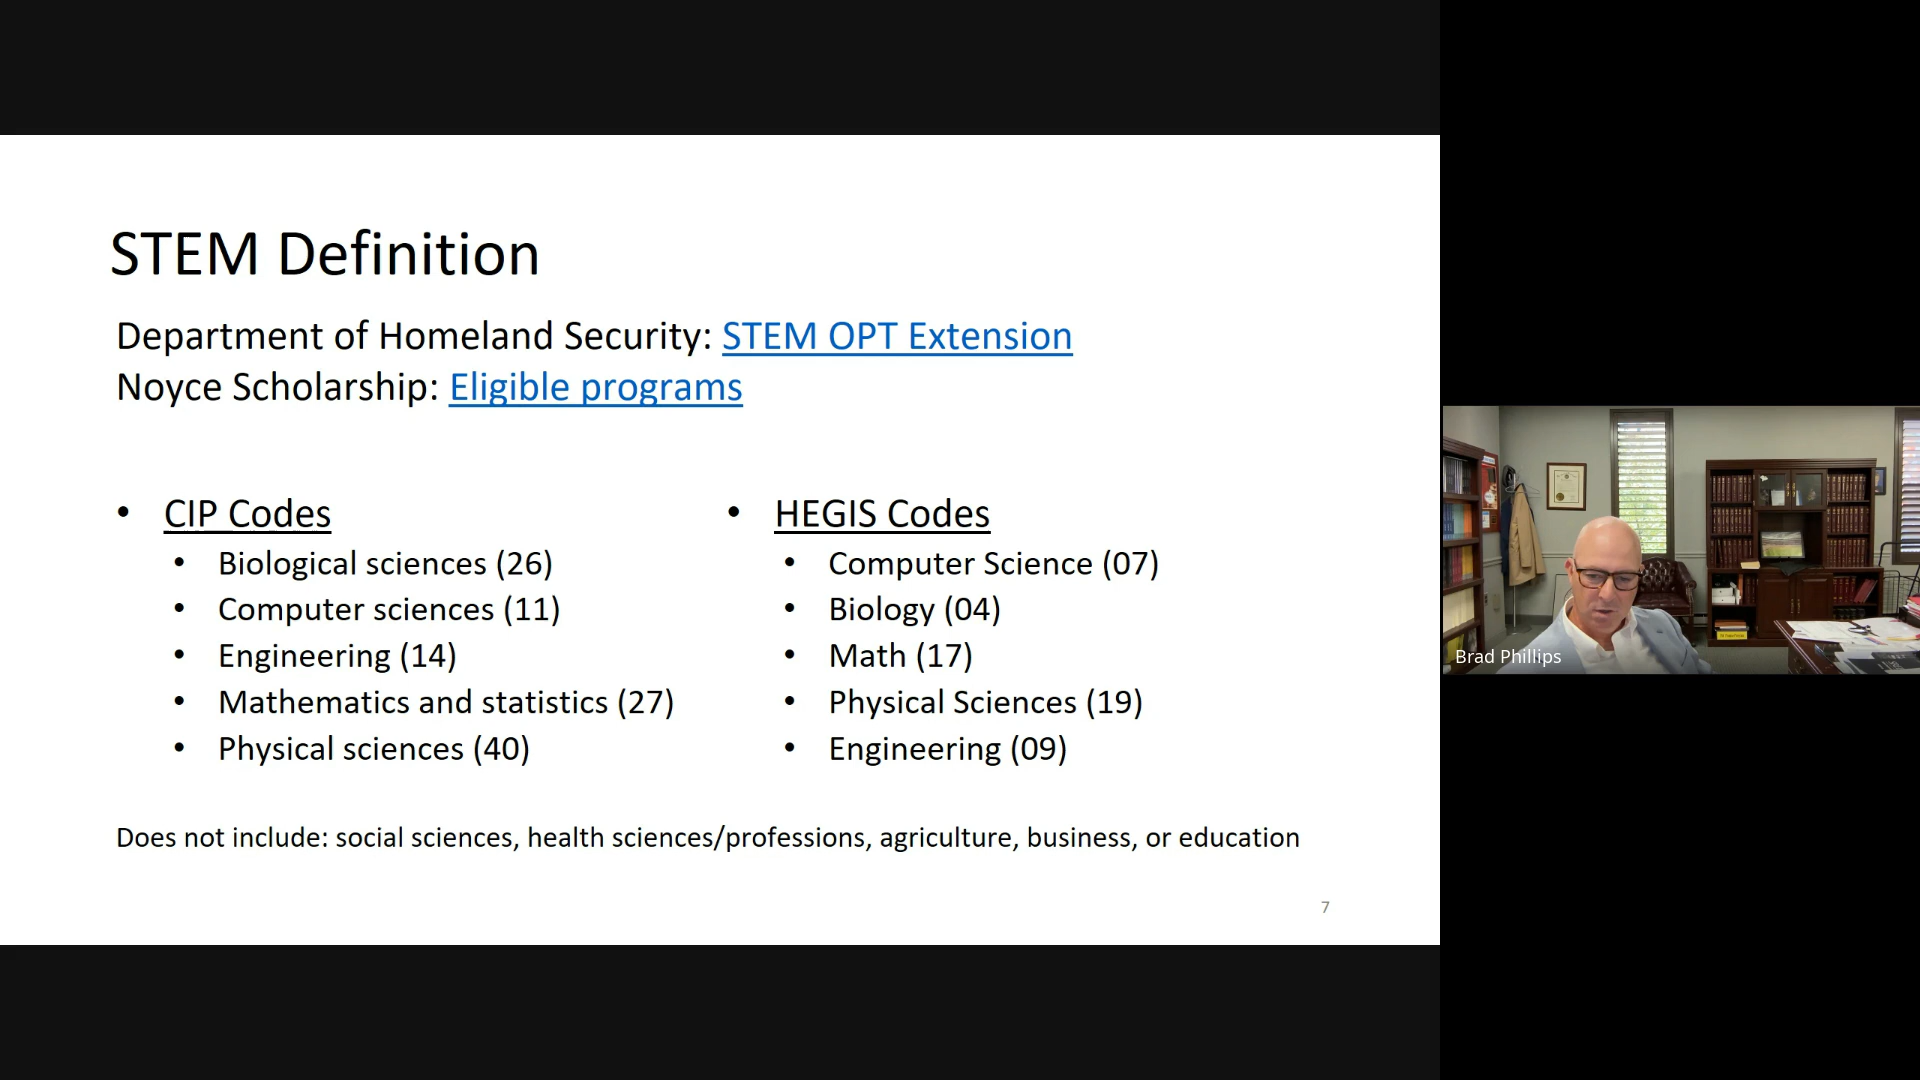 STEM Definition
Department of Homeland Security: STEM OPT Extension
Noyce Scholarship: Eligible programs
• CIP Codes
• Biological sciences (26)
• Computer sciences (11)
• Engineering (14)
• Mathematics and statistics (27)
• Physical sciences (40)
• HEGIS Codes
• Computer Science (07)
• Biology (04)
• Math (17)
• Physical Sciences (19)
• Engineering (09)
Does not include: social sciences, health sciences/professions, agriculture, business, or education
7
Brad Phillips